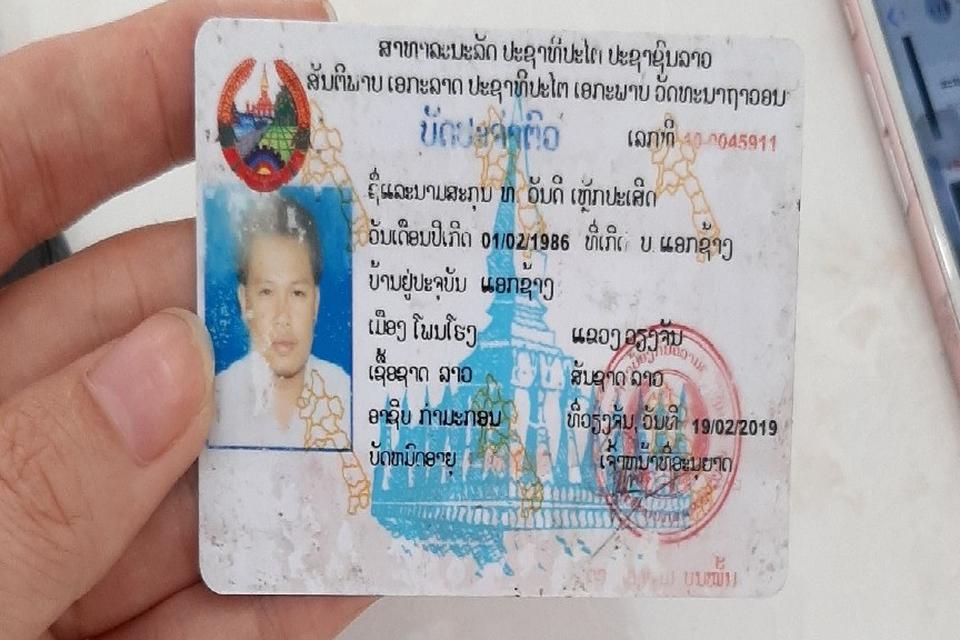 ສາທາລະນະລັດ ປະຊາທິປະໄຕ ປະຊາຊົນລາວ
ສັນຕິພາບ ເອກະລາດ ປະຊາທິປະໄຕ ເອກະພາບ ວັດທະນາຖາວອນ
ບັດປະຈຳຕົວ ເລກທີ 10-0045911
ຊື່ແລະນາມສະກຸນ ທ. ວັນດີ ເຫຼັກປະເສີດ
ວັນເດືອນປີເກີດ 01/02/1986 ທີ່ເກີດ ບ. ແອກຊ້າງ
ບ້ານຢູ່ປະຈຸບັນ ແອກຊ້າງ
ເມືອງ ໂພນໂຮງ ແຂວງ ວຽງຈັນ
ເຊື້ອຊາດ ລາວ ສັນຊາດ ລາວ
ອາຊີບ ກຳມະກອນ ທີ່ວຽງຈັນ, ວັນທີ 19/02/2019
ບັດຫມົດອາຍຸ ເຈົ້າຫນ້າທີ່ອະນຸຍາດ